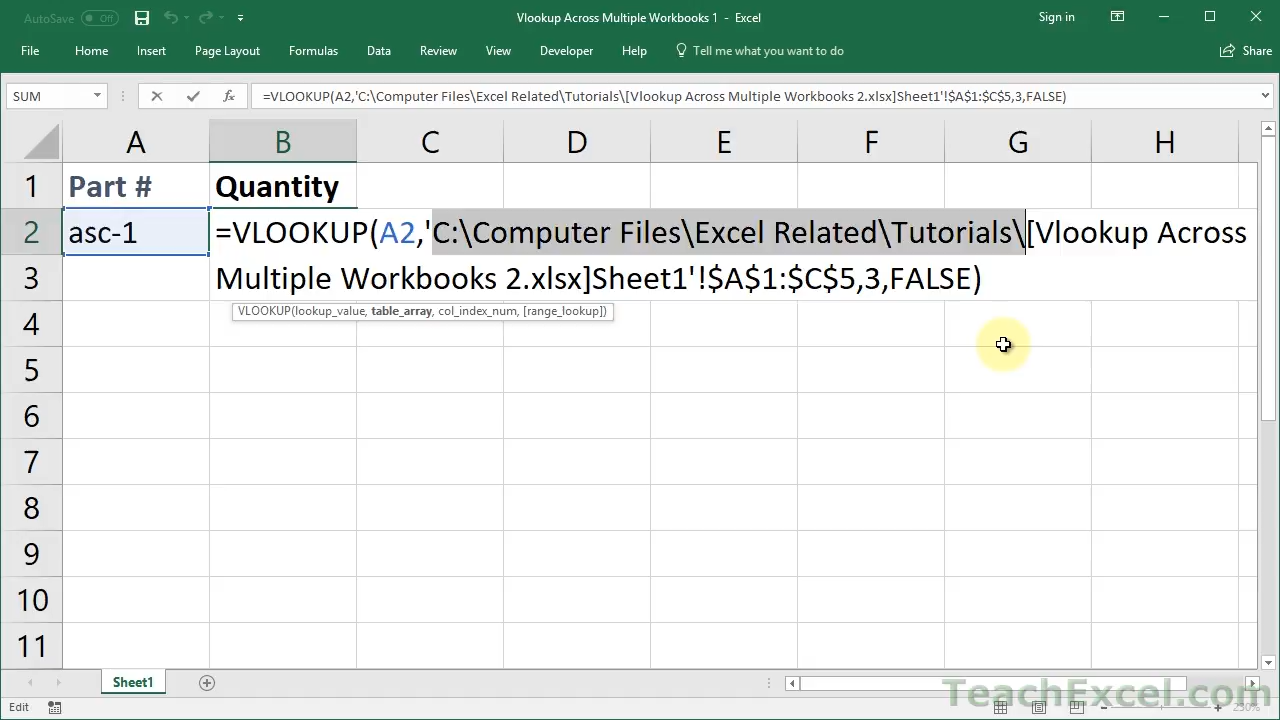 AutoSave Off
Vlookup Across Multiple Workbooks 1 - Excel
Sign in
File Home Insert Page Layout Formulas Data Review View Developer Help Tell me what you want to do Share
SUM
fx
=VLOOKUP(A2,'C:\Computer Files\Excel Related\Tutorials\[Vlookup Across Multiple Workbooks 2.xlsx]Sheet1'!$A$1:$C$5,3,FALSE)
A B C D E F G H
1 Part # Quantity
2 asc-1 =VLOOKUP(A2,'C:\Computer Files\Excel Related\Tutorials\[Vlookup Across
3 Multiple Workbooks 2.xlsx]Sheet1'!$A$1:$C$5,3,FALSE)
VLOOKUP(lookup_value, table_array, col_index_num, [range_lookup])
4
5
6
7
8
9
10
11
Sheet1
TeachExcel.com
Edit
230%